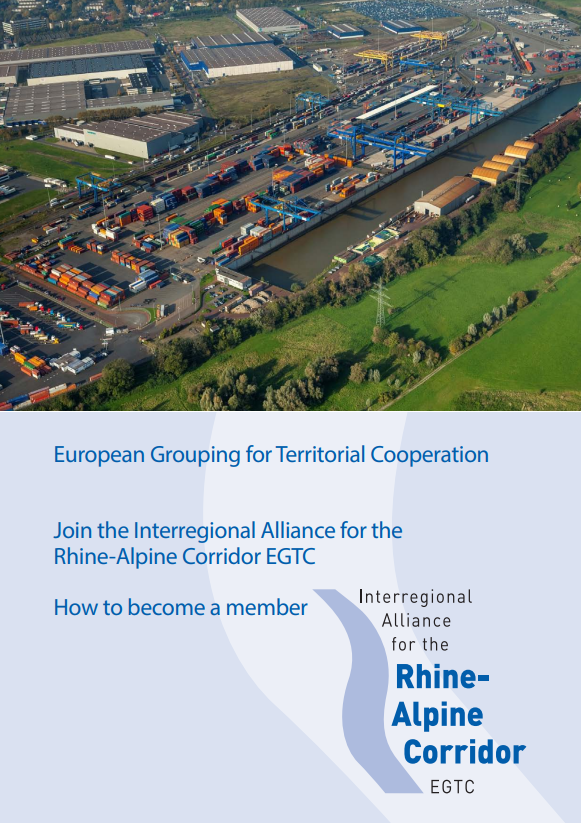 European Grouping for Territorial Cooperation
Join the Interregional Alliance for the
Rhine-Alpine Corridor EGTC
How to become a member
Interregional
Alliance
for the
Rhine-
Alpine
Corridor
EGTC